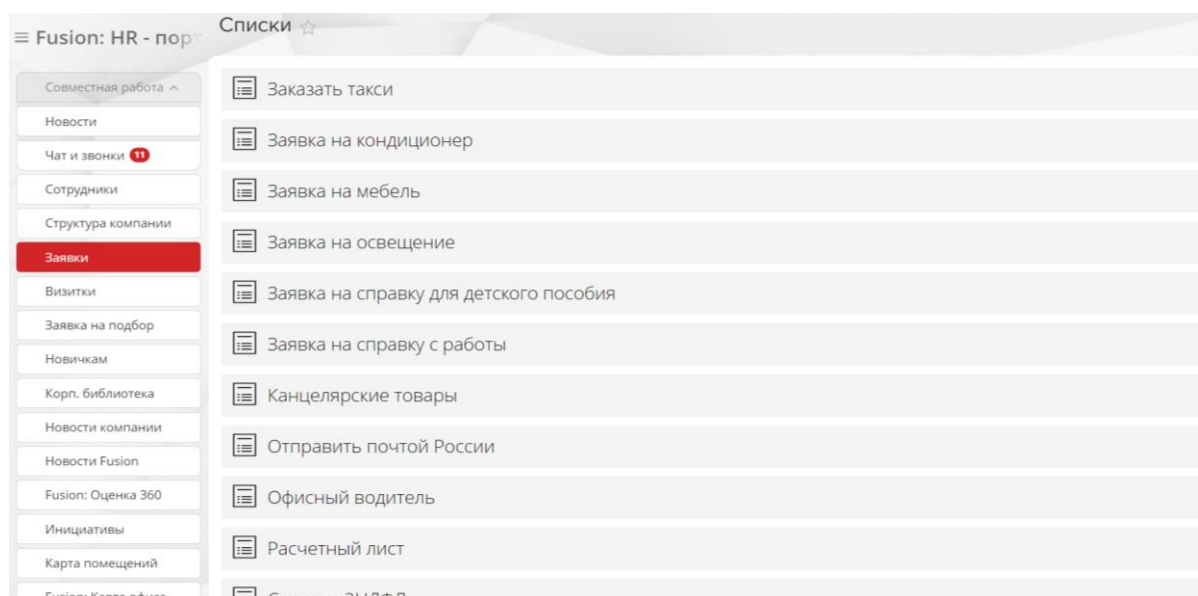 Fusion: HR - пор
Совместная работа
Новости
Чат и звонки 11
Сотрудники
Структура компании
Заявки
Визитки
Заявка на подбор
Новичкам
Корп. библиотека
Новости компании
Новости Fusion
Fusion: Оценка 360
Инициативы
Карта помещений
Списки
Заказать такси
Заявка на кондиционер
Заявка на мебель
Заявка на освещение
Заявка на справку для детского пособия
Заявка на справку с работы
Канцелярские товары
Отправить почтой России
Офисный водитель
Расчетный лист